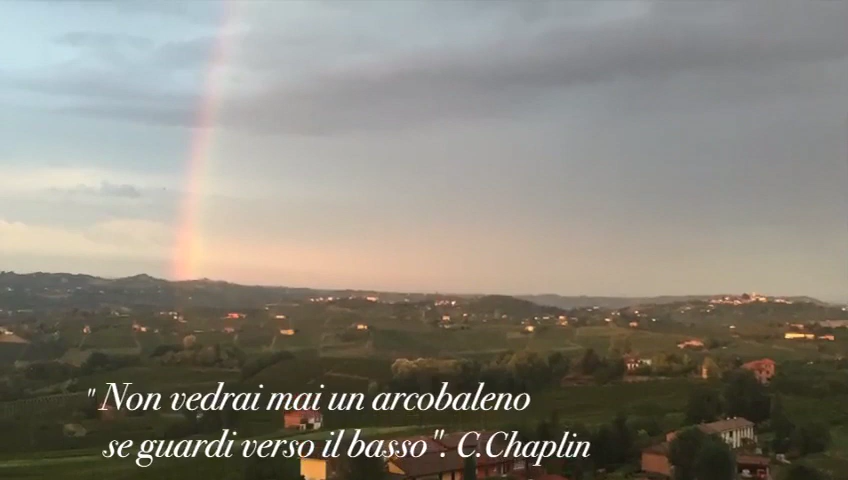 " Non vedrai mai un arcobaleno
se guardi verso il basso". C.Chaplin